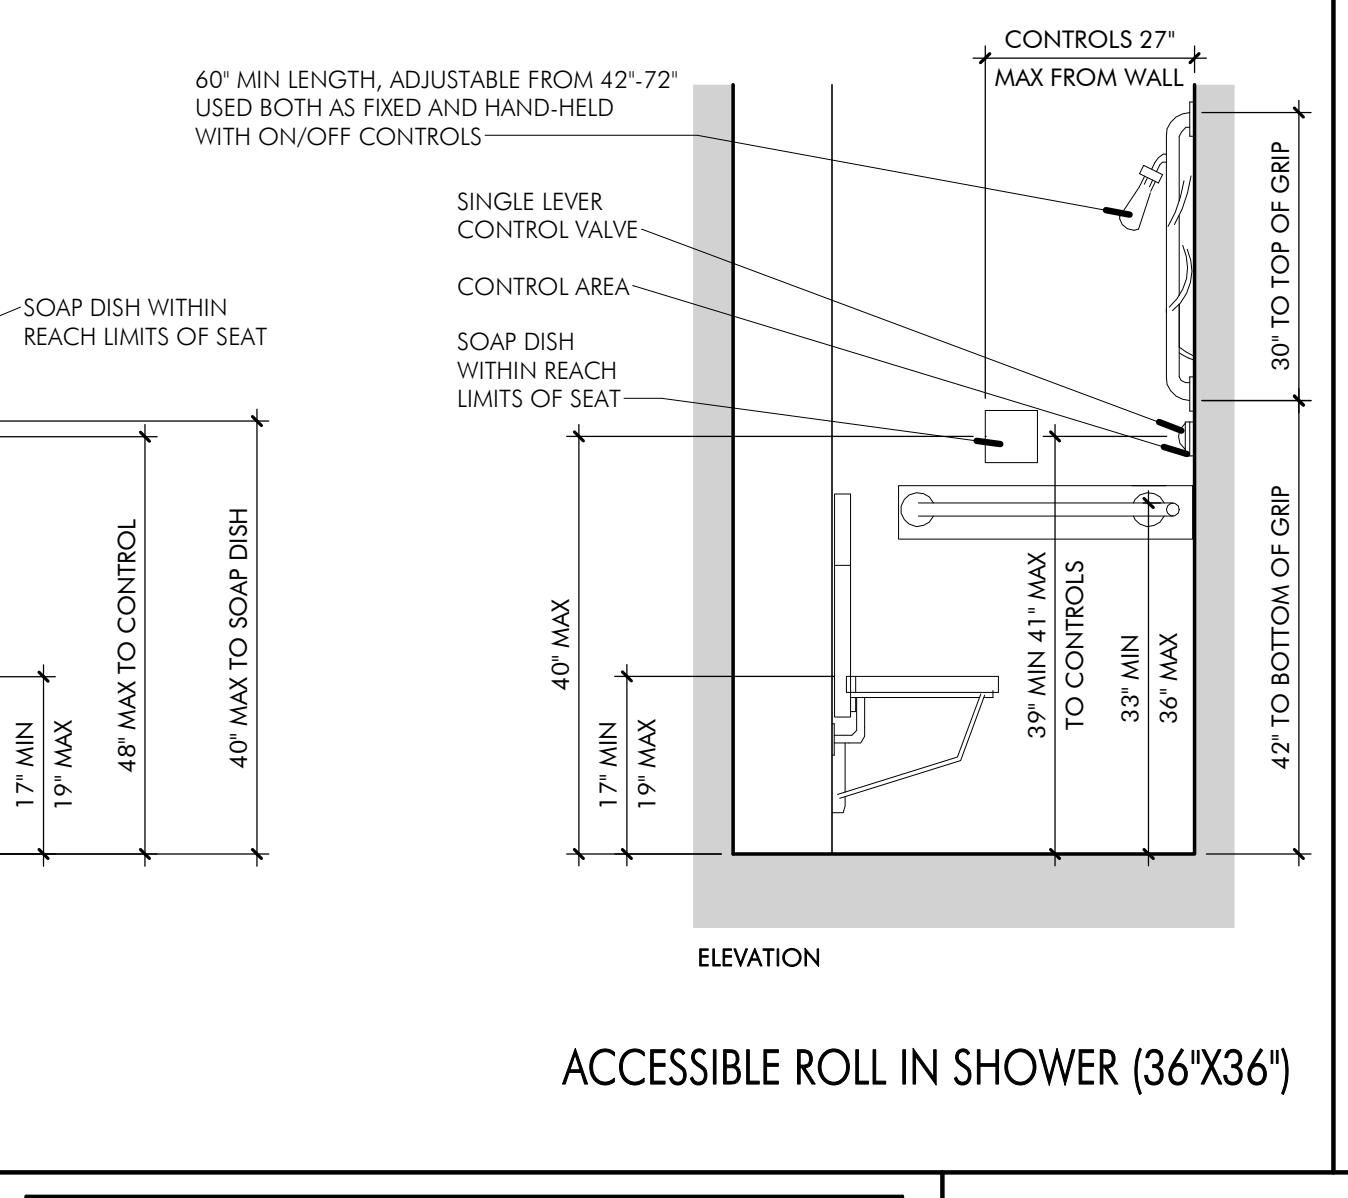 CONTROLS 27"
MAX FROM WALL
60" MIN LENGTH, ADJUSTABLE FROM 42"-72"
USED BOTH AS FIXED AND HAND-HELD
WITH ON/OFF CONTROLS
SINGLE LEVER
CONTROL VALVE
CONTROL AREA
SOAP DISH
WITHIN REACH
LIMITS OF SEAT
SOAP DISH WITHIN
REACH LIMITS OF SEAT
17" MIN
19" MAX
48" MAX TO CONTROL
40" MAX TO SOAP DISH
40" MAX
17" MIN
19" MAX
39" MIN 41" MAX
TO CONTROLS
33" MIN
36" MAX
30" TO TOP OF GRIP
42" TO BOTTOM OF GRIP
ELEVATION
ACCESSIBLE ROLL IN SHOWER (36"X36")